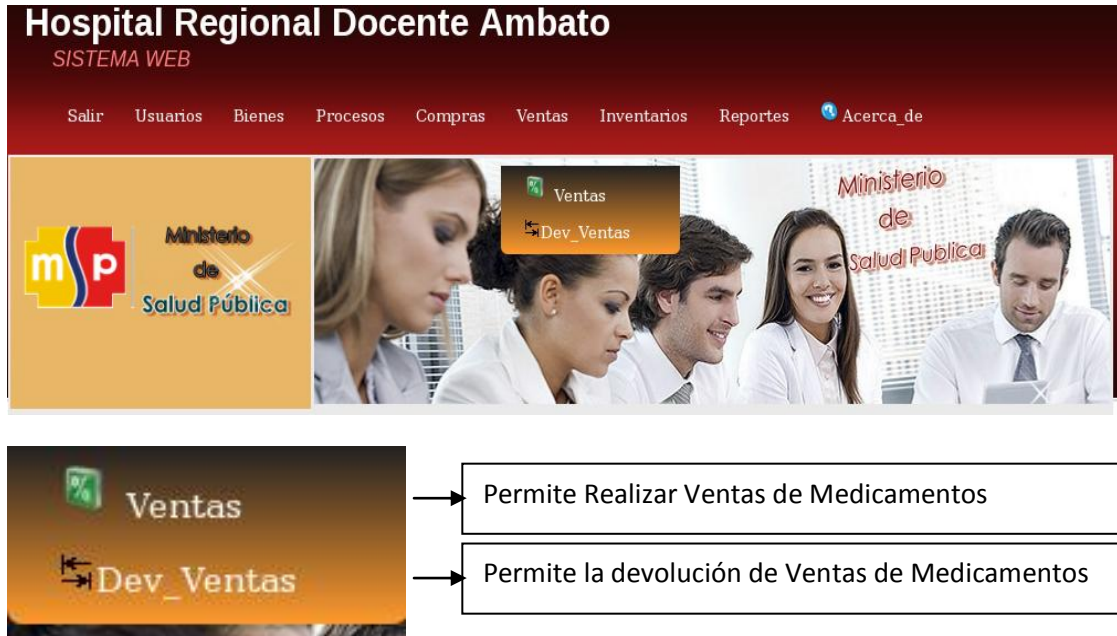 Hospital Regional Docente Ambato
SISTEMA WEB
Salir Usuarios Bienes Procesos Compras Ventas Inventarios Reportes Acerca_de
msp
Ministerio
de
Salud Pública
Ventas
Dev_Ventas
Ministerio
de
Salud Publica
Ventas
Permite Realizar Ventas de Medicamentos
Dev_Ventas
Permite la devolución de Ventas de Medicamentos